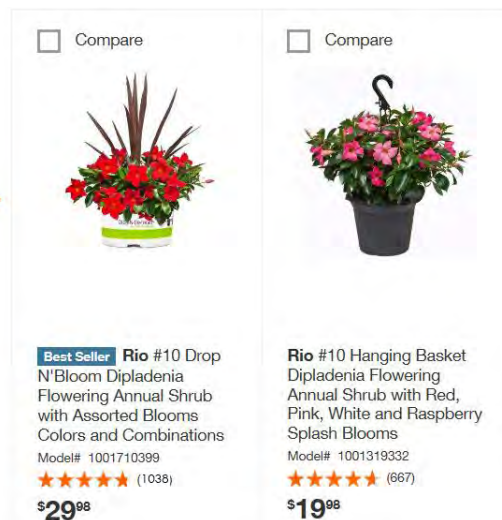 Compare
Best Seller Rio #10 Drop
N'Bloom Dipladenia
Flowering Annual Shrub
with Assorted Blooms
Colors and Combinations
Model# 1001710399
(1038)
$29 98
Compare
Rio #10 Hanging Basket
Dipladenia Flowering
Annual Shrub with Red,
Pink, White and Raspberry
Splash Blooms
Model# 1001319332
(667)
$19 98